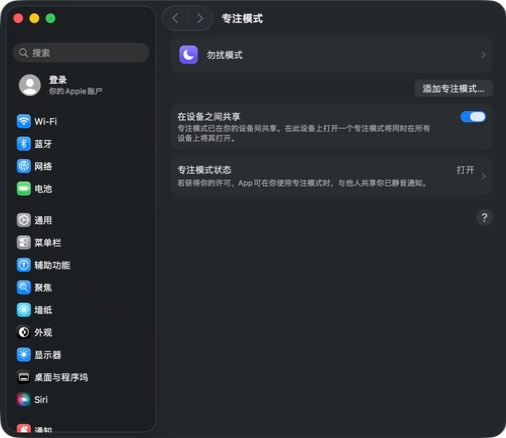 专注模式
搜索
登录
你的Apple账户
Wi-Fi
蓝牙
网络
电池
通用
菜单栏
辅助功能
聚焦
墙纸
外观
显示器
桌面与程序坞
Siri
通知
勿扰模式
添加专注模式...
在设备之间共享
专注模式已在你的设备间共享。在此设备上打开一个专注模式将同时在所有
设备上将其打开。
专注模式状态
打开
若获得你的许可，App可在你使用专注模式时，与他人共享你已静音通知。
?